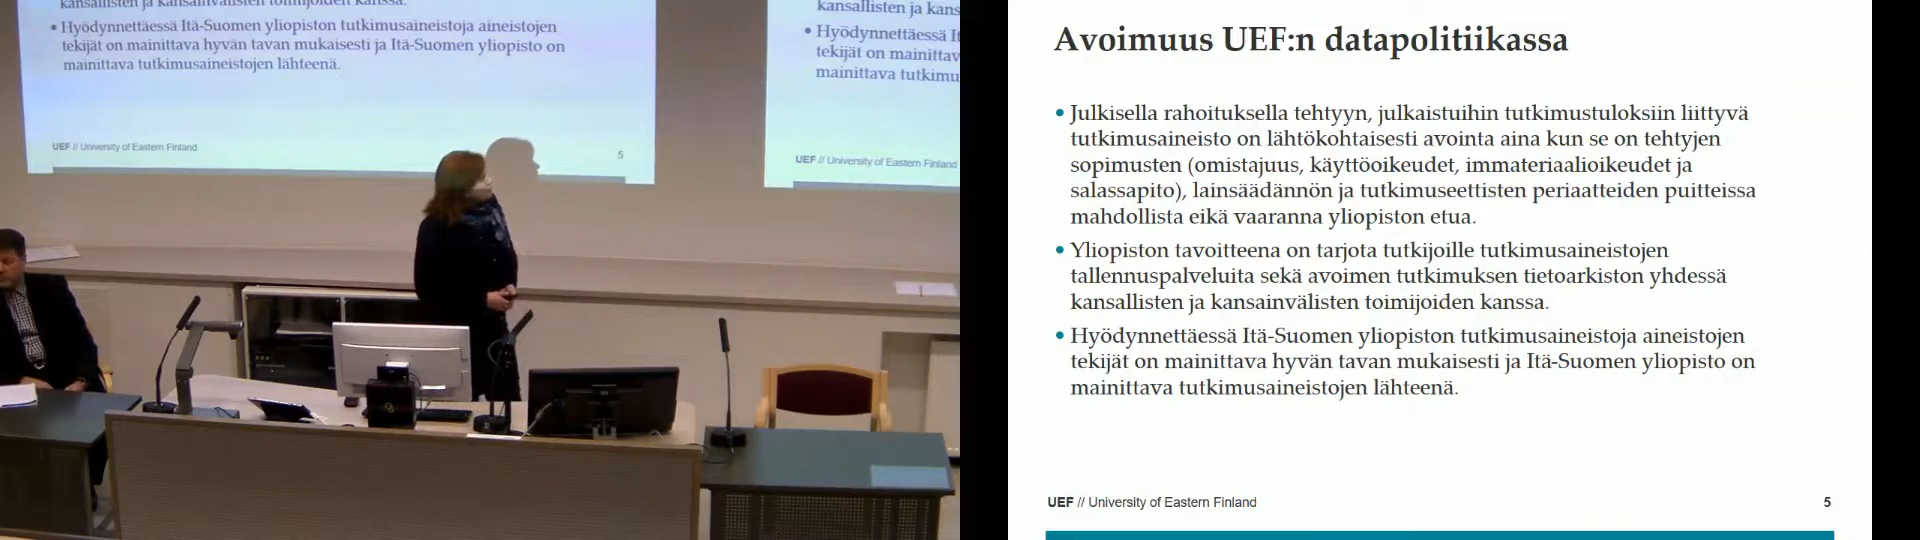 kansallisten ja kansainvälisten toimijoiden kanssa.
• Hyödynnettäessä Itä-Suomen yliopiston tutkimusaineistoja aineistojen
tekijät on mainittava hyvän tavan mukaisesti ja Itä-Suomen yliopisto on
mainittava tutkimusaineistojen lähteenä.
UEF // University of Eastern Finland
5
kansallisten ja kans
• Hyödynnettäessä It
tekijät on mainittav
mainittava tutkimu
UEF // University of Eastern Finland
Avoimuus UEF:n datapolitiikassa
• Julkisella rahoituksella tehtyyn, julkaistuihin tutkimustuloksiin liittyvä
tutkimusaineisto on lähtökohtaisesti avointa aina kun se on tehtyjen
sopimusten (omistajuus, käyttöoikeudet, immateriaalioikeudet ja
salassapito), lainsäädännön ja tutkimuseettisten periaatteiden puitteissa
mahdollista eikä vaaranna yliopiston etua.
• Yliopiston tavoitteena on tarjota tutkijoille tutkimusaineistojen
tallennuspalveluita sekä avoimen tutkimuksen tietoarkiston yhdessä
kansallisten ja kansainvälisten toimijoiden kanssa.
• Hyödynnettäessä Itä-Suomen yliopiston tutkimusaineistoja aineistojen
tekijät on mainittava hyvän tavan mukaisesti ja Itä-Suomen yliopisto on
mainittava tutkimusaineistojen lähteenä.
UEF // University of Eastern Finland
5